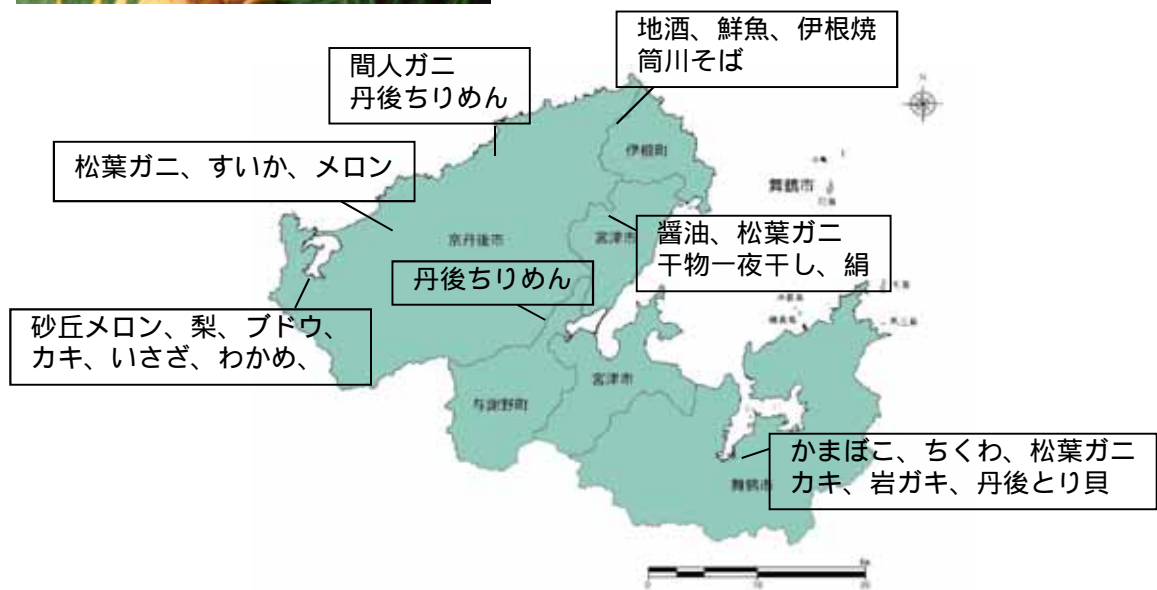 地酒、鮮魚、伊根焼
筒川そば
間人ガニ
丹後ちりめん
N
伊根町
松葉ガニ、すいか、メロン
舞鶴市
京丹後市
宮津市
醤油、松葉ガニ
干物一夜干し、絹
丹後ちりめん
砂丘メロン、梨、ブドウ、
カキ、いさざ、わかめ、
宮津市
与謝野町
かまぼこ、ちくわ、松葉ガニ
カキ、岩ガキ、丹後とり貝
舞鶴市
0
10
20